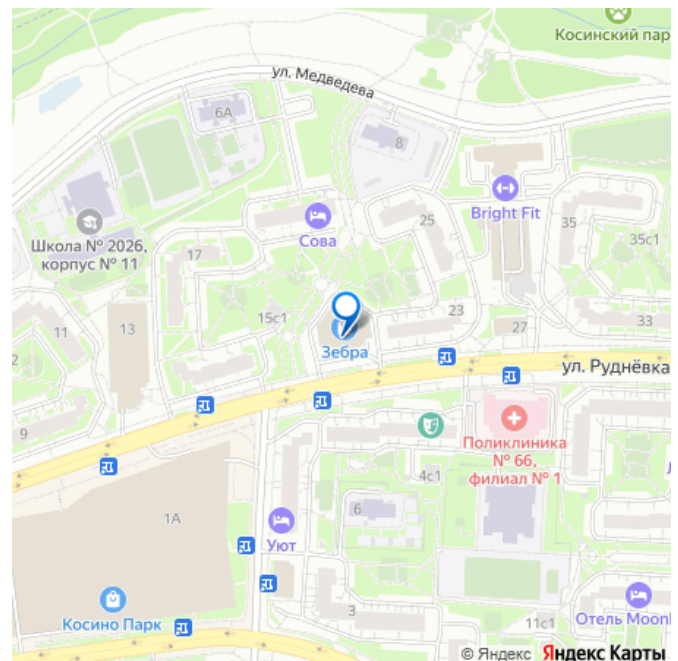 Косинский пар
ул. Медведева
6А
8
Bright Fit
Школа № 2026,
корпус № 11
Сова
25
35
35с1
17
15с1
11
13
23
27
33
2
Зебра
ул. Руднёвка
9
Поликлиника
№ 66,
филиал № 1
4с1
1А
6
Уют
Косино Парк
3
11с1
Отель Moonl
© Яндекс Яндекс Карты